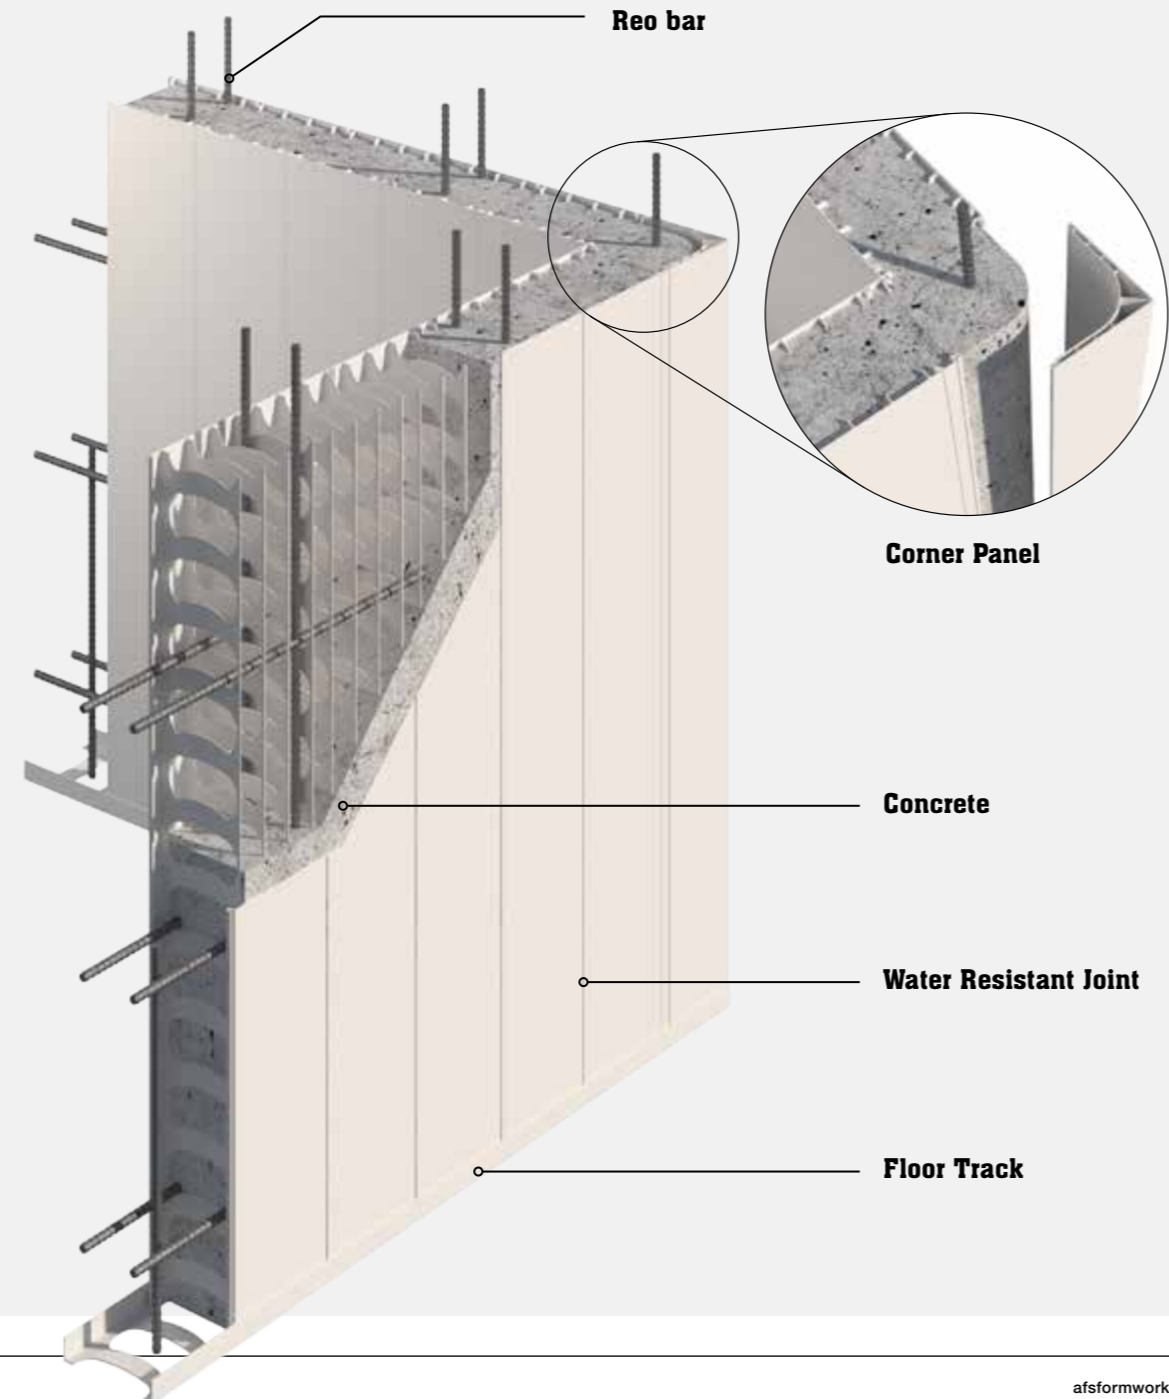 Reo bar
Corner Panel
Concrete
Water Resistant Joint
Floor Track
afsformwork